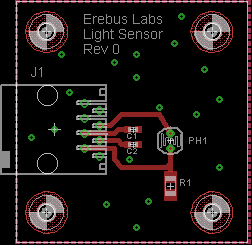 Erebus Labs
Light Sensor
Rev 0
J1
C1
C2
PH1
R1